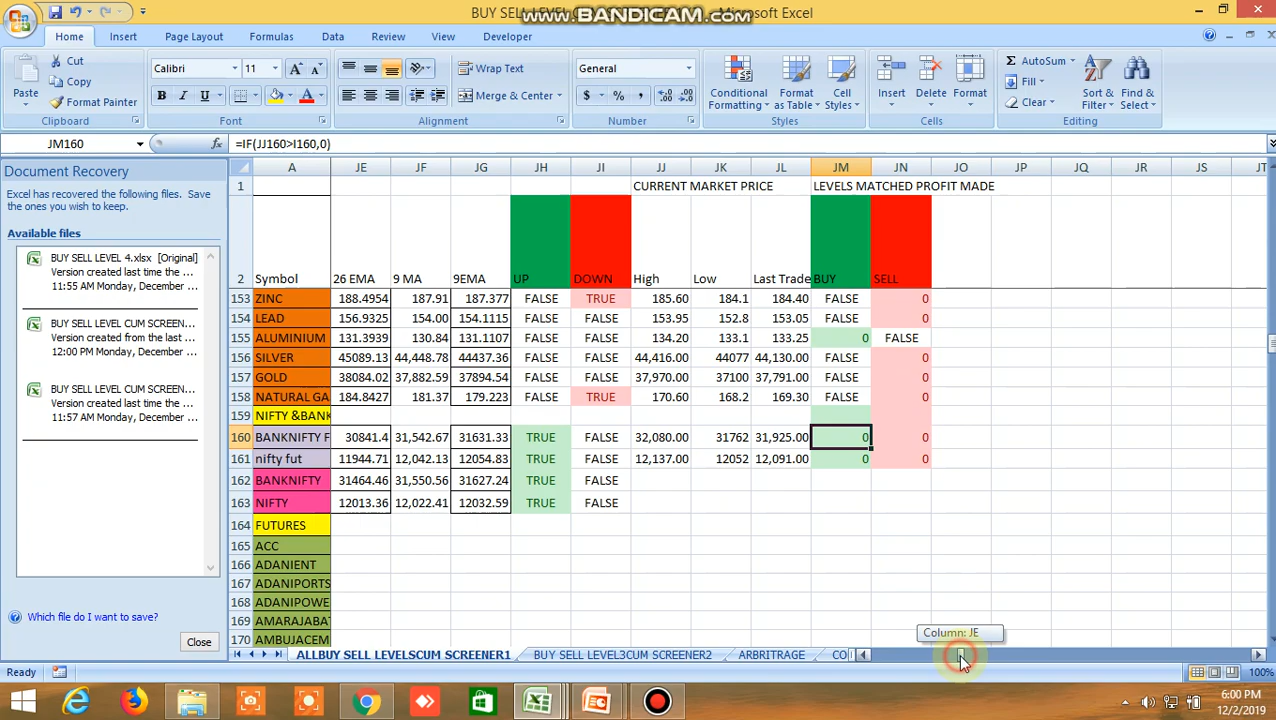 BUY SELL LEVEL C
www.BANDICAM.com
Microsoft Excel
Home Insert Page Layout Formulas Data Review View Developer
Paste
Cut
Copy
Format Painter
Clipboard
Calibri 11
B I U
Font
Wrap Text
Merge & Center
Alignment
General
$ % ,
Number
Conditional Formatting
Format as Table
Cell Styles
Styles
Insert Delete Format
Cells
AutoSum
Fill
Clear
Sort & Filter
Find & Select
Editing
JM160 fx =IF(JJ160>I160,0)
Document Recovery
Excel has recovered the following files. Save the ones you wish to keep.
Available files
BUY SELL LEVEL 4.xlsx [Original]
Version created last time the ...
11:55 AM Monday, December ...
BUY SELL LEVEL CUM SCREEN...
Version created from the last ...
12:00 PM Monday, December ...
BUY SELL LEVEL CUM SCREEN...
Version created last time the ...
11:57 AM Monday, December ...
Which file do I want to save?
Close
A JE JF JG JH JI JJ JK JL JM JN JO JP JQ JR JS JT
1 CURRENT MARKET PRICE LEVELS MATCHED PROFIT MADE
2 Symbol 26 EMA 9 MA 9EMA UP DOWN High Low Last Trade BUY SELL
153 ZINC 188.4954 187.91 187.377 FALSE TRUE 185.60 184.1 184.40 FALSE 0
154 LEAD 156.9325 154.00 154.1115 FALSE FALSE 153.95 152.8 153.05 FALSE 0
155 ALUMINIUM 131.3939 130.84 131.1107 FALSE FALSE 134.20 133.1 133.25 0 FALSE
156 SILVER 45089.13 44,448.78 44437.36 FALSE FALSE 44,416.00 44077 44,130.00 FALSE 0
157 GOLD 38084.02 37,882.59 37894.54 FALSE FALSE 37,970.00 37100 37,791.00 FALSE 0
158 NATURAL GA 184.8427 181.37 179.223 FALSE TRUE 170.60 168.2 169.30 FALSE 0
159 NIFTY &BANK
160 BANKNIFTY F 30841.4 31,542.67 31631.33 TRUE FALSE 32,080.00 31762 31,925.00 0 0
161 nifty fut 11944.71 12,042.13 12054.83 TRUE FALSE 12,137.00 12052 12,091.00 0 0
162 BANKNIFTY 31464.46 31,550.56 31627.24 TRUE FALSE
163 NIFTY 12013.36 12,022.41 12032.59 TRUE FALSE
164 FUTURES
165 ACC
166 ADANIENT
167 ADANIPORTS
168 ADANIPOWE
169 AMARAJABAT
170 AMBUJACEM
Column: JE
ALLBUY SELL LEVELSCUM SCREENER1 BUY SELL LEVEL3CUM SCREENER2 ARBRITRAGE CO
Ready 100%
6:00 PM
12/2/2019